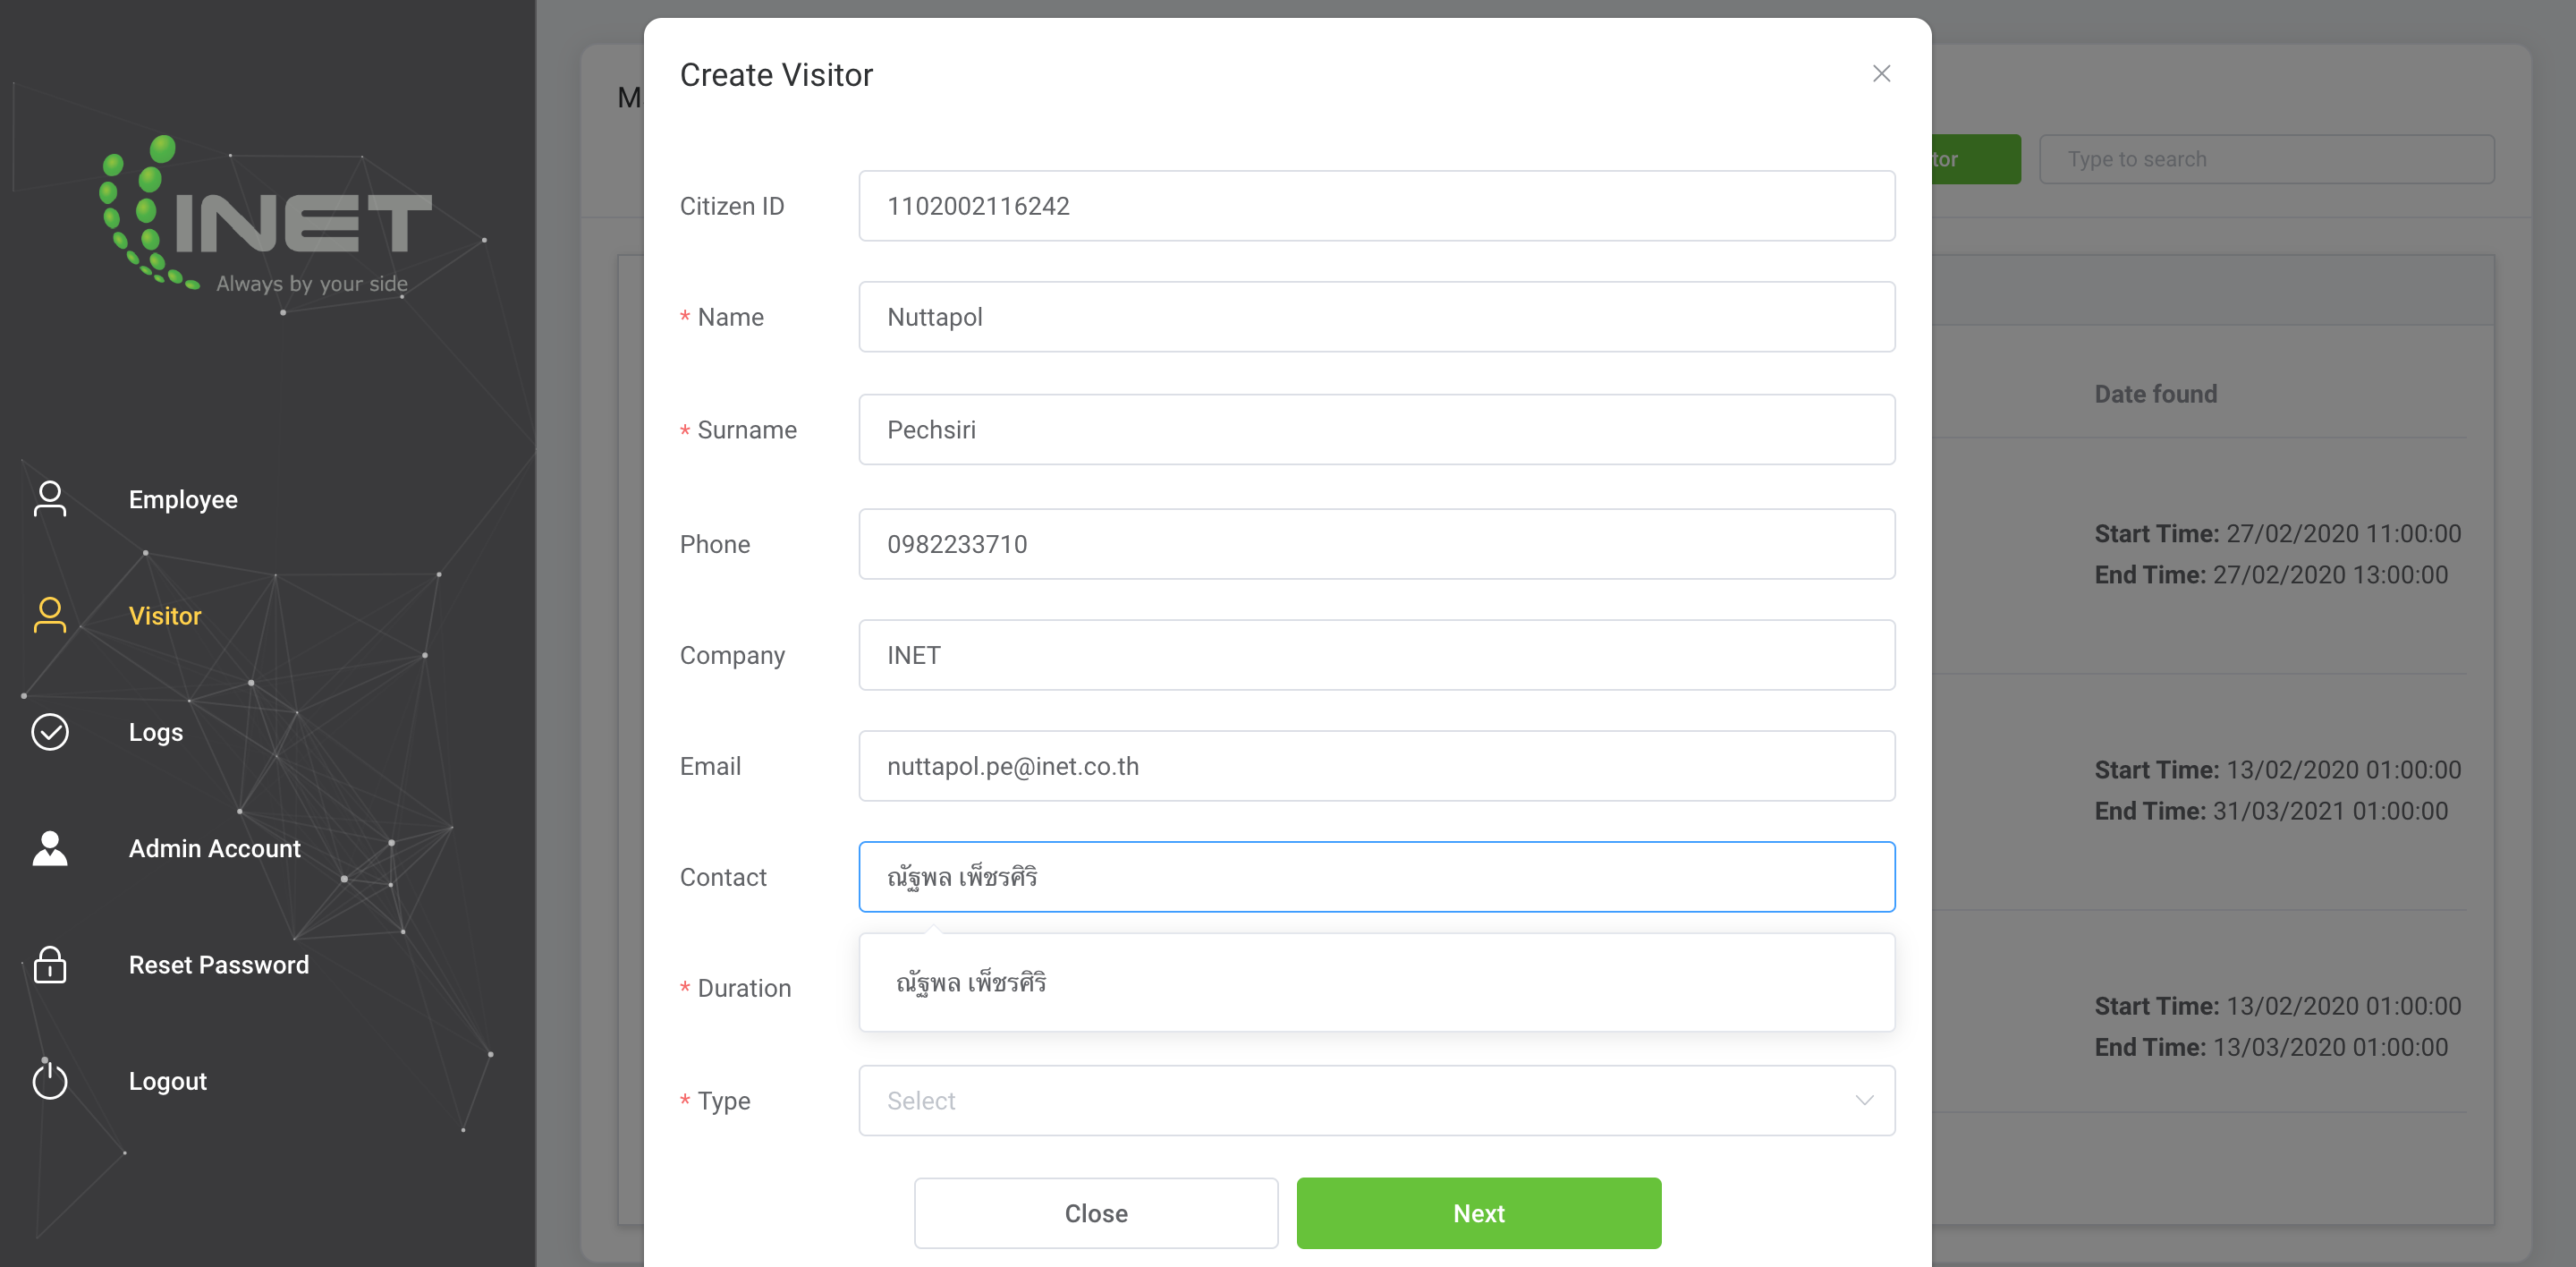 INET
Always by your side
Employee
Visitor
Logs
Admin Account
Reset Password
Logout
Create Visitor
Citizen ID 1102002116242
* Name Nuttapol
* Surname Pechsiri
Phone 0982233710
Company INET
Email nuttapol.pe@inet.co.th
Contact ณัฐพล เพ็ชรศิริ
ณัฐพล เพ็ชรศิริ
* Duration
* Type Select
Close Next
M
tor Type to search
Date found
Start Time: 27/02/2020 11:00:00
End Time: 27/02/2020 13:00:00
Start Time: 13/02/2020 01:00:00
End Time: 31/03/2021 01:00:00
Start Time: 13/02/2020 01:00:00
End Time: 13/03/2020 01:00:00